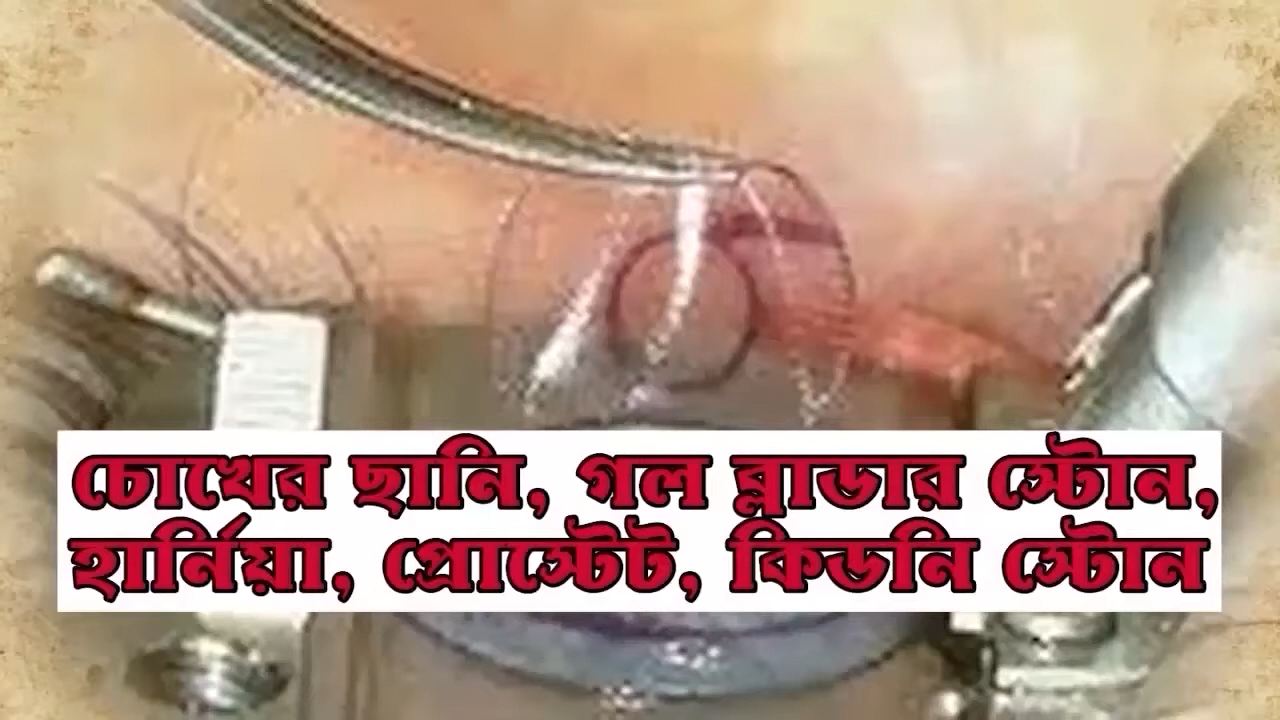 চোখের ছানি, গল ব্লাডার স্টোন,
হার্নিয়া, প্রোস্টেট, কিডনি স্টোন